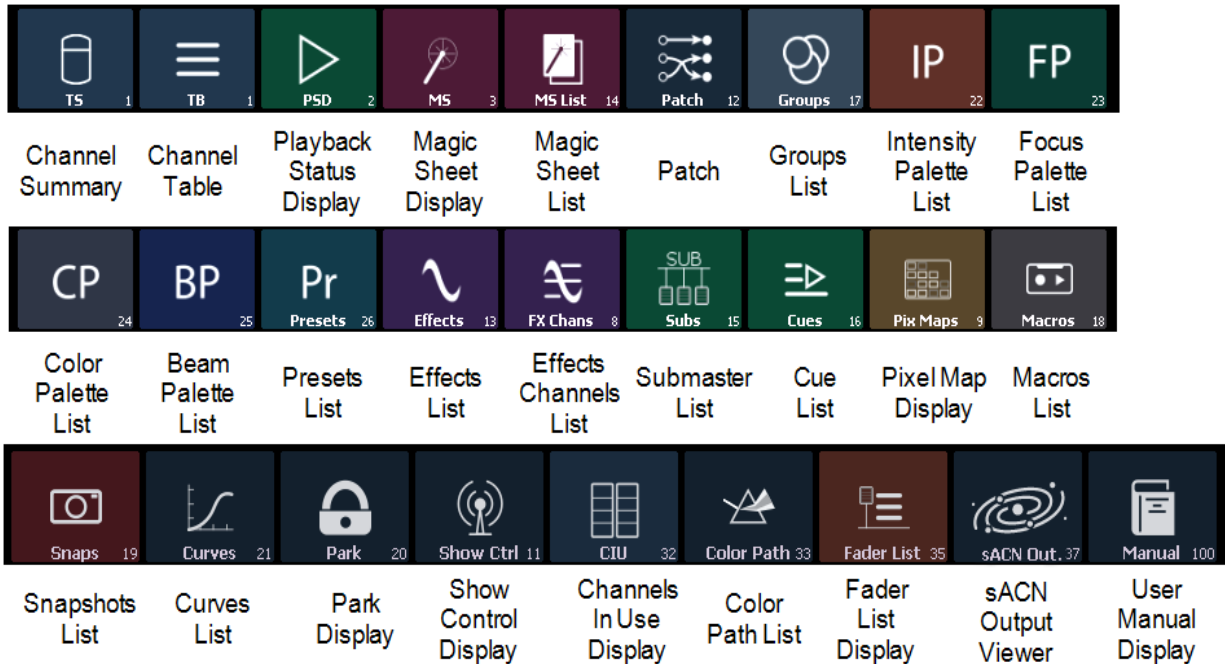 TS 1 TB 1 PSD 2 MS 3 MS List 14 Patch 12 Groups 17 IP 22 FP 23
Channel Summary
Channel Table
Playback Status Display
Magic Sheet Display
Magic Sheet List
Patch
Groups List
Intensity Palette List
Focus Palette List
CP 24 BP 25 Pr Presets 26 Effects 13 FX Chans 8 SUB Subs 15 Cues 16 Pix Maps 9 Macros 18
Color Palette List
Beam Palette List
Presets List
Effects List
Effects Channels List
Submaster List
Cue List
Pixel Map Display
Macros List
Snaps 19 Curves 21 Park 20 Show Ctrl 11 CIU 32 Color Path 33 Fader List 35 sACN Out. 37 Manual 100
Snapshots List
Curves List
Park Display
Show Control Display
Channels In Use Display
Color Path List
Fader List Display
sACN Output Viewer
User Manual Display